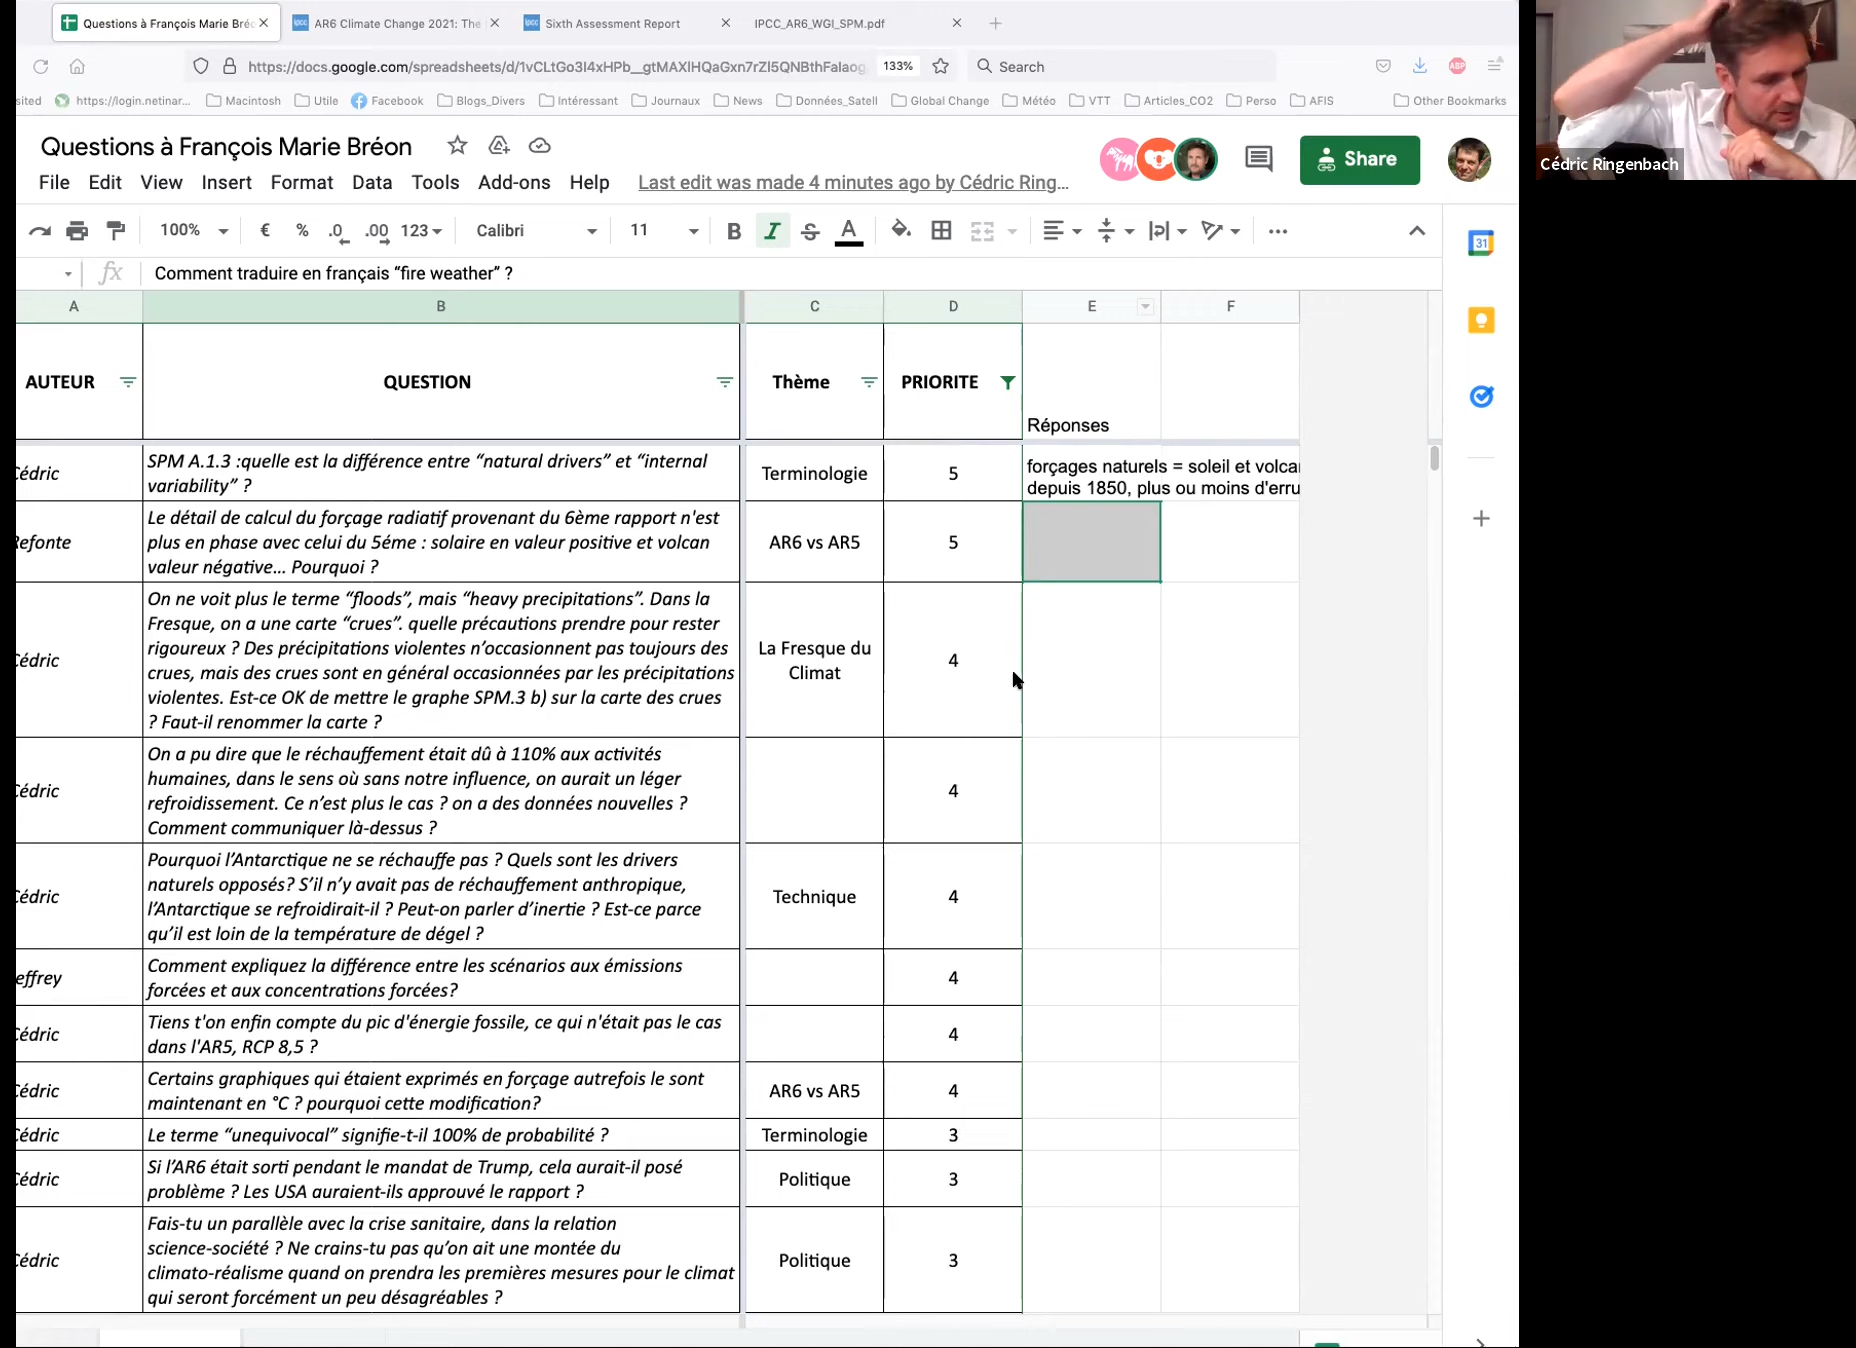 Questions à François Marie Bré
AR6 Climate Change 2021: The
Sixth Assessment Report
IPCC_AR6_WGI_SPM.pdf
133%
Search
sited
https://login.netinar...
Macintosh
Utile
Facebook
Blogs_Divers
Intéressant
Journaux
News
Données_Satell
Global Change
Météo
VTT
Articles_CO2
Perso
AFIS
Other Bookmarks
Questions à François Marie Bréon
Share
Cédric Ringenbach
File Edit View Insert Format Data Tools Add-ons Help Last edit was made 4 minutes ago by Cédric Ring...
100% € % .0 .00 123 Calibri 11 B I S A
31
fx Comment traduire en français “fire weather” ?
A B C D E F
AUTEUR QUESTION Thème PRIORITE
Réponses
Cédric
SPM A.1.3 :quelle est la différence entre “natural drivers” et “internal
variability” ?
Terminologie
5
forçages naturels = soleil et volca
depuis 1850, plus ou moins d'erru
Refonte
Le détail de calcul du forçage radiatif provenant du 6ème rapport n'est
plus en phase avec celui du 5éme : solaire en valeur positive et volcan
valeur négative... Pourquoi ?
AR6 vs AR5
5
Cédric
On ne voit plus le terme “floods”, mais “heavy precipitations”. Dans la
Fresque, on a une carte “crues”. quelle précautions prendre pour rester
rigoureux ? Des précipitations violentes n’occasionnent pas toujours des
crues, mais des crues sont en général occasionnées par les précipitations
violentes. Est-ce OK de mettre le graphe SPM.3 b) sur la carte des crues
? Faut-il renommer la carte ?
La Fresque du
Climat
4
Cédric
On a pu dire que le réchauffement était dû à 110% aux activités
humaines, dans le sens où sans notre influence, on aurait un léger
refroidissement. Ce n’est plus le cas ? on a des données nouvelles ?
Comment communiquer là-dessus ?
4
Cédric
Pourquoi l’Antarctique ne se réchauffe pas ? Quels sont les drivers
naturels opposés? S’il n’y avait pas de réchauffement anthropique,
l’Antarctique se refroidirait-il ? Peut-on parler d’inertie ? Est-ce parce
qu’il est loin de la température de dégel ?
Technique
4
effrey
Comment expliquez la différence entre les scénarios aux émissions
forcées et aux concentrations forcées?
4
Cédric
Tiens t'on enfin compte du pic d'énergie fossile, ce qui n'était pas le cas
dans l'AR5, RCP 8,5 ?
4
Cédric
Certains graphiques qui étaient exprimés en forçage autrefois le sont
maintenant en °C ? pourquoi cette modification?
AR6 vs AR5
4
Cédric
Le terme “unequivocal” signifie-t-il 100% de probabilité ?
Terminologie
3
Cédric
Si l’AR6 était sorti pendant le mandat de Trump, cela aurait-il posé
problème ? Les USA auraient-ils approuvé le rapport ?
Politique
3
Cédric
Fais-tu un parallèle avec la crise sanitaire, dans la relation
science-société ? Ne crains-tu pas qu’on ait une montée du
climato-réalisme quand on prendra les premières mesures pour le climat
qui seront forcément un peu désagréables ?
Politique
3